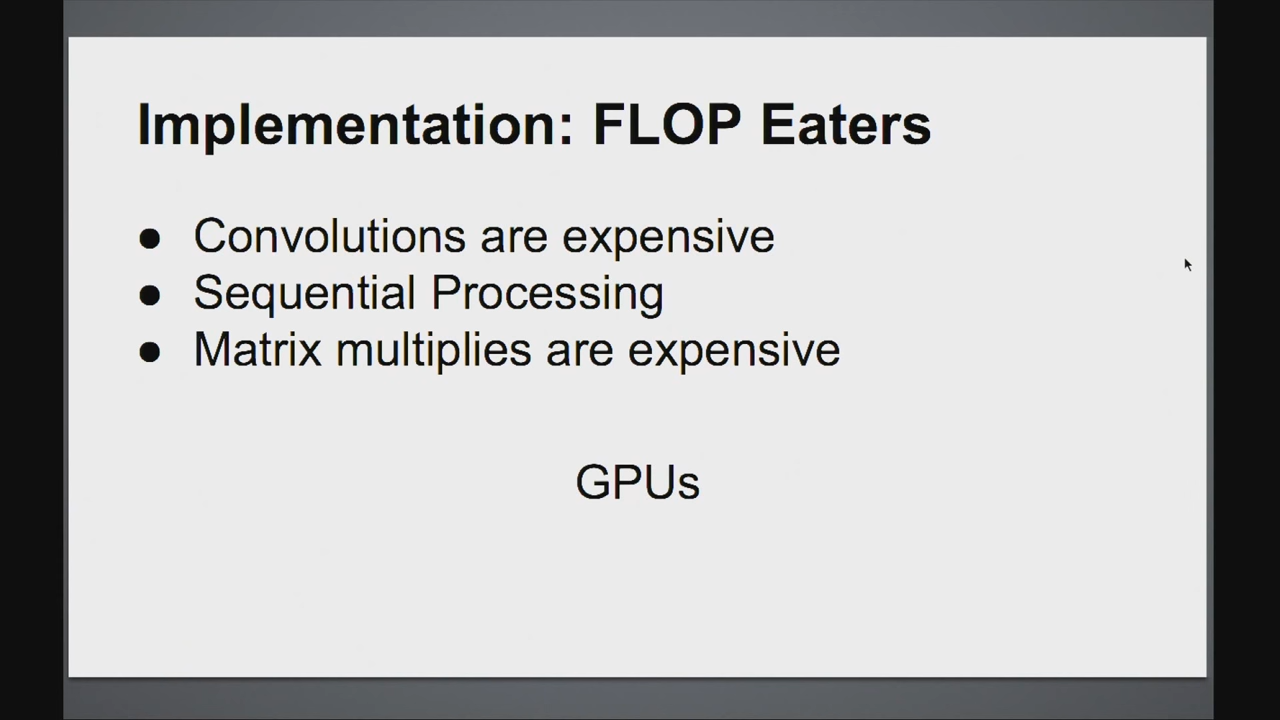 Implementation: FLOP Eaters
● Convolutions are expensive
● Sequential Processing
● Matrix multiplies are expensive
GPUs